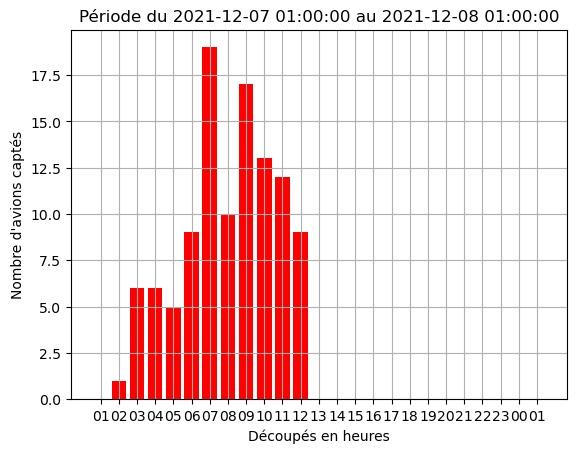 Période du 2021-12-07 01:00:00 au 2021-12-08 01:00:00
17.5
15.0
12.5
10.0
7.5
5.0
2.5
0.0
Nombre d'avions captés
01 02 03 04 05 06 07 08 09 10 11 12 13 14 15 16 17 18 19 20 21 22 23 00 01
Découpés en heures